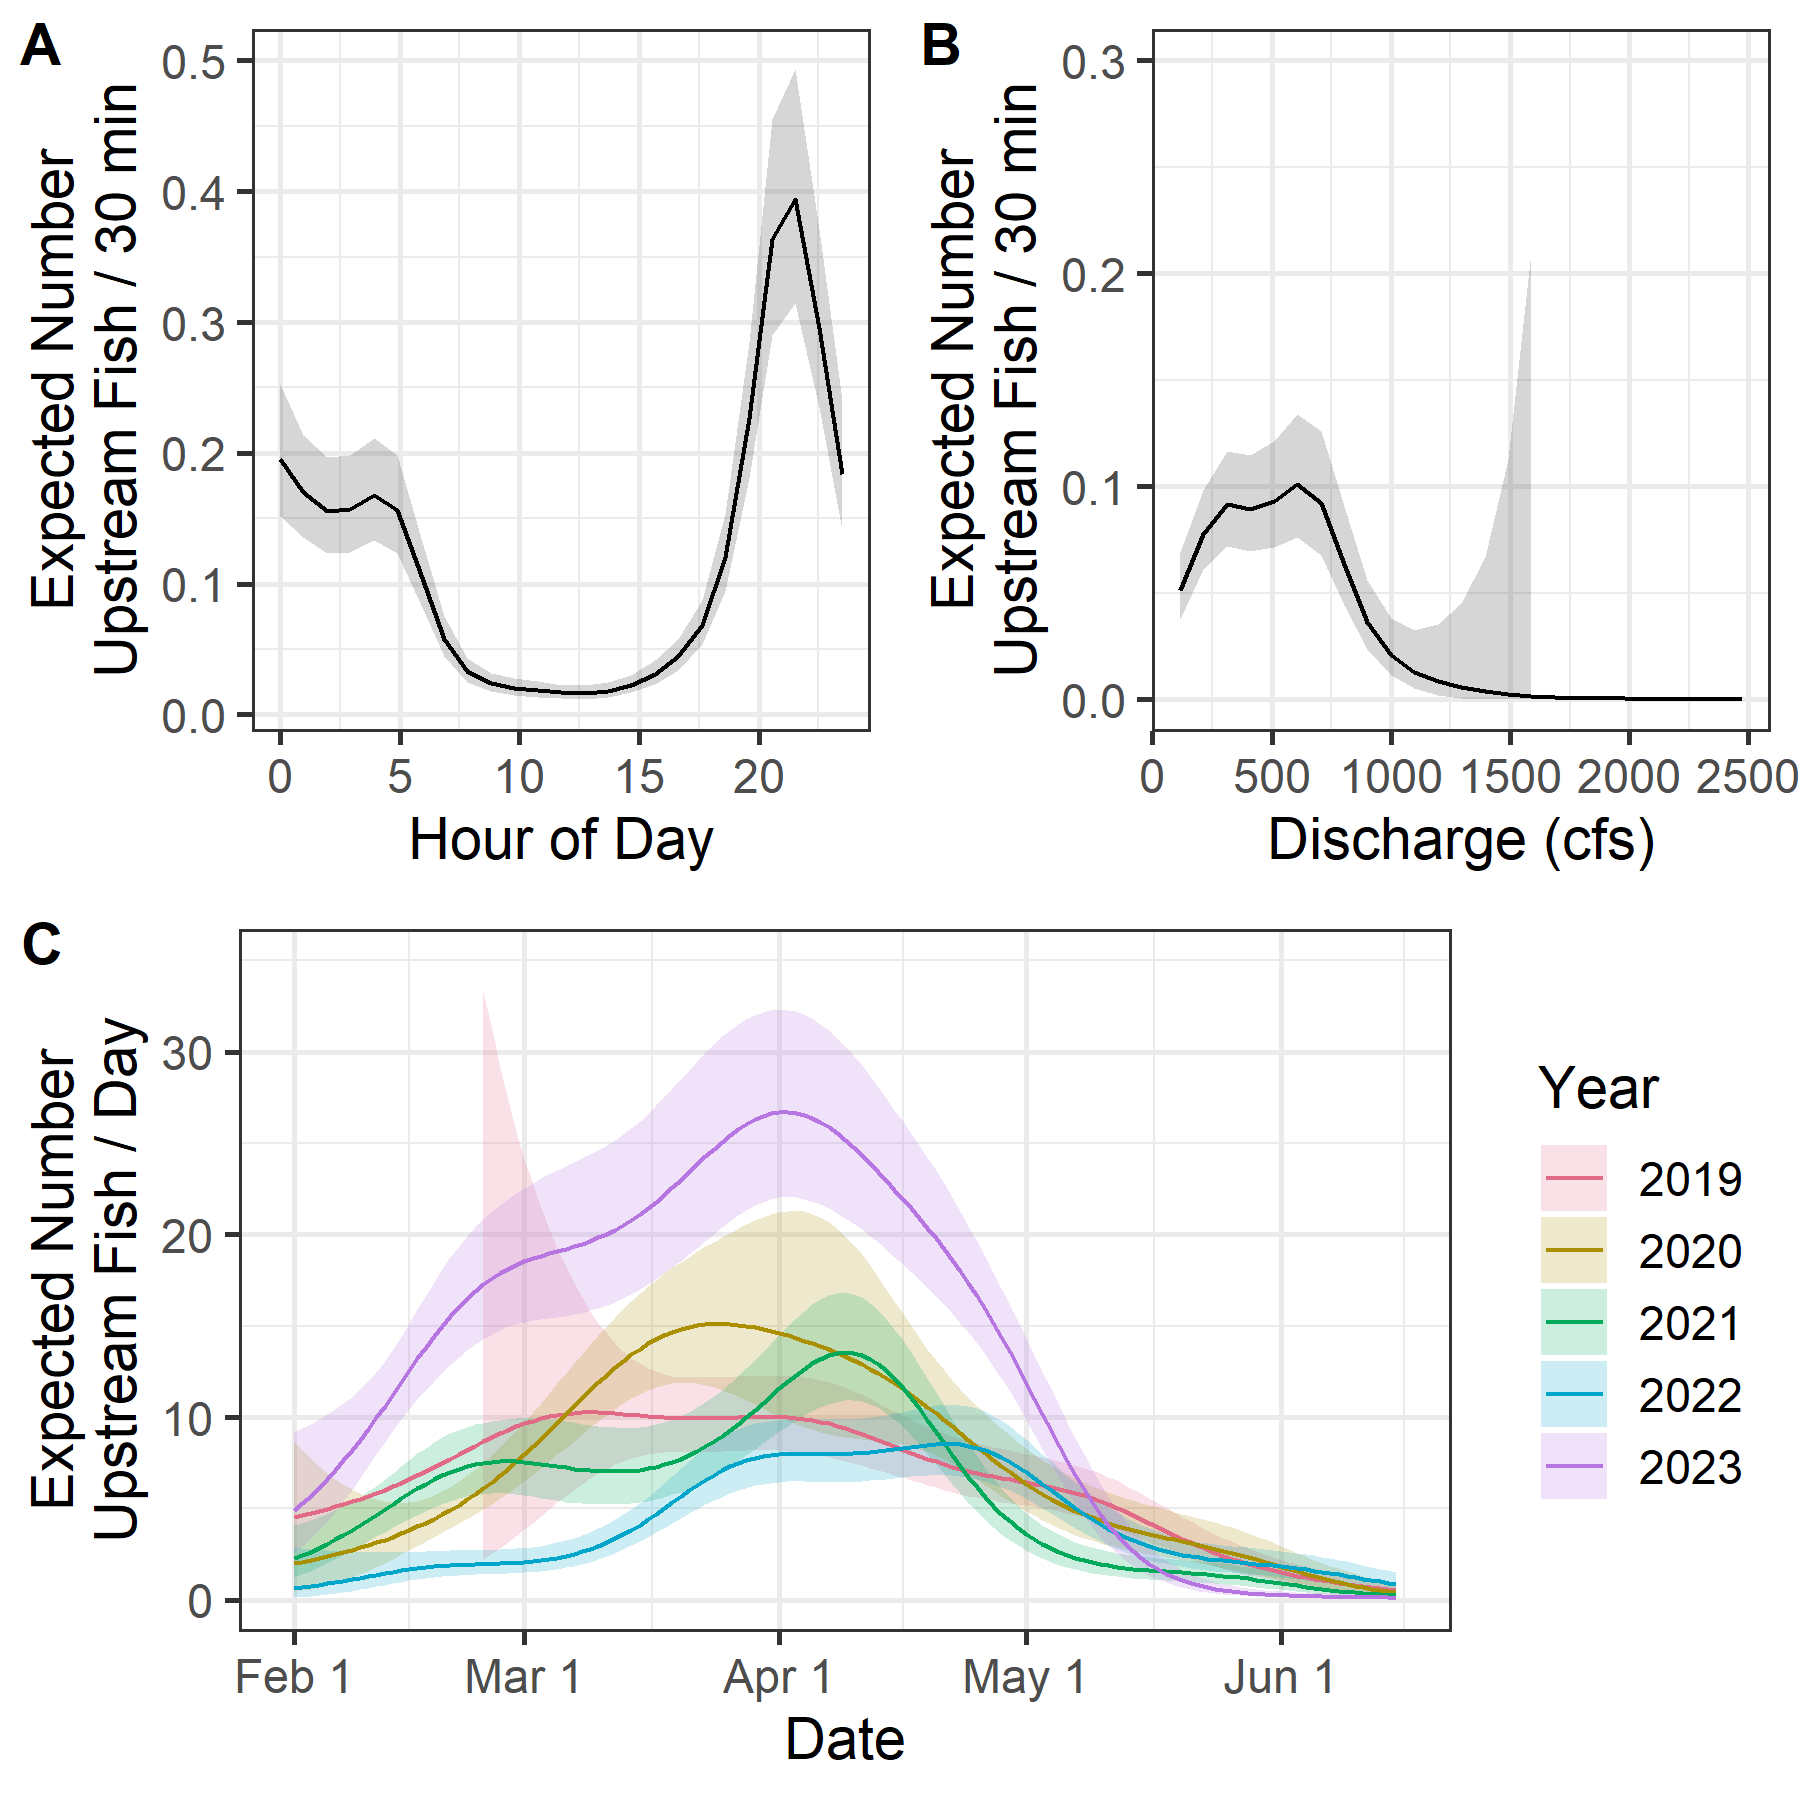 A
Expected Number
Upstream Fish / 30 min
0.5
0.4
0.3
0.2
0.1
0.0
0 5 10 15 20
Hour of Day
B
Expected Number
Upstream Fish / 30 min
0.3
0.2
0.1
0.0
0 500 1000 1500 2000 2500
Discharge (cfs)
C
Expected Number
Upstream Fish / Day
30
20
10
0
Feb 1 Mar 1 Apr 1 May 1 Jun 1
Date
Year
2019
2020
2021
2022
2023